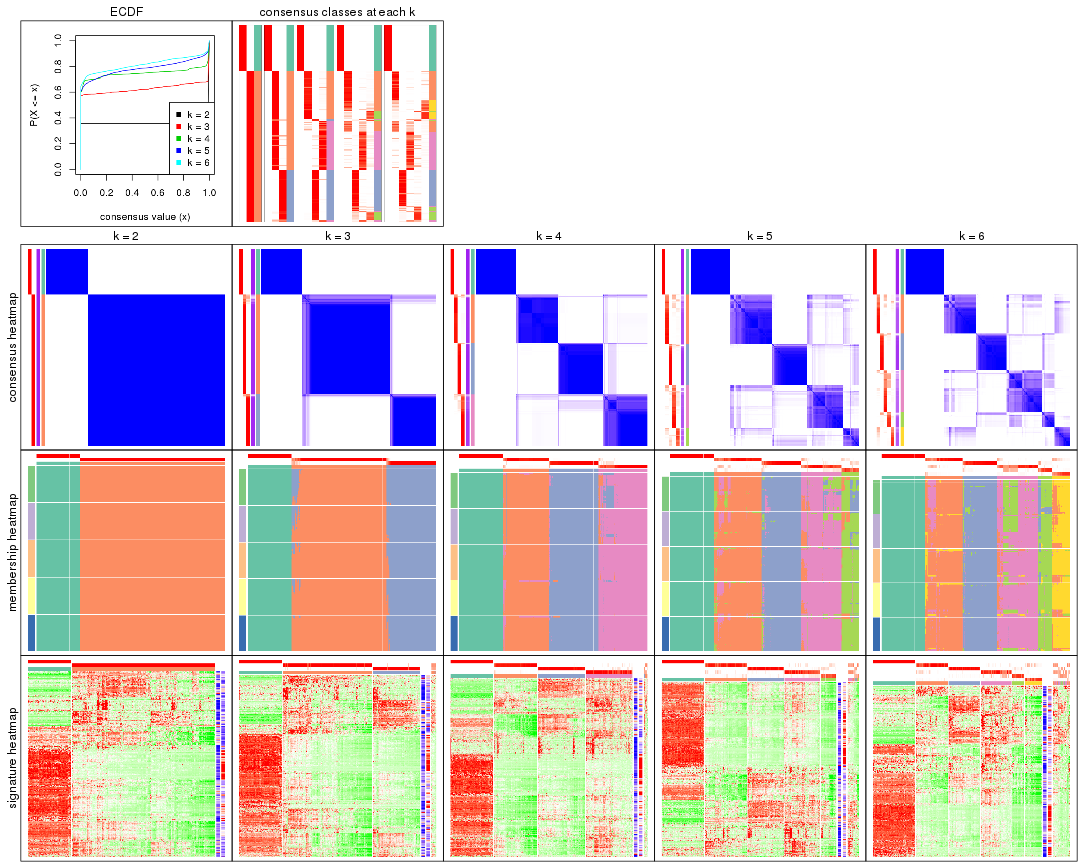 ECDF
consensus classes at each k
P(X <= x)
0.0 0.2 0.4 0.6 0.8 1.0
k = 2
k = 3
k = 4
k = 5
k = 6
0.0 0.2 0.4 0.6 0.8 1.0
consensus value (x)
k = 2 k = 3 k = 4 k = 5 k = 6
consensus heatmap
membership heatmap
signature heatmap